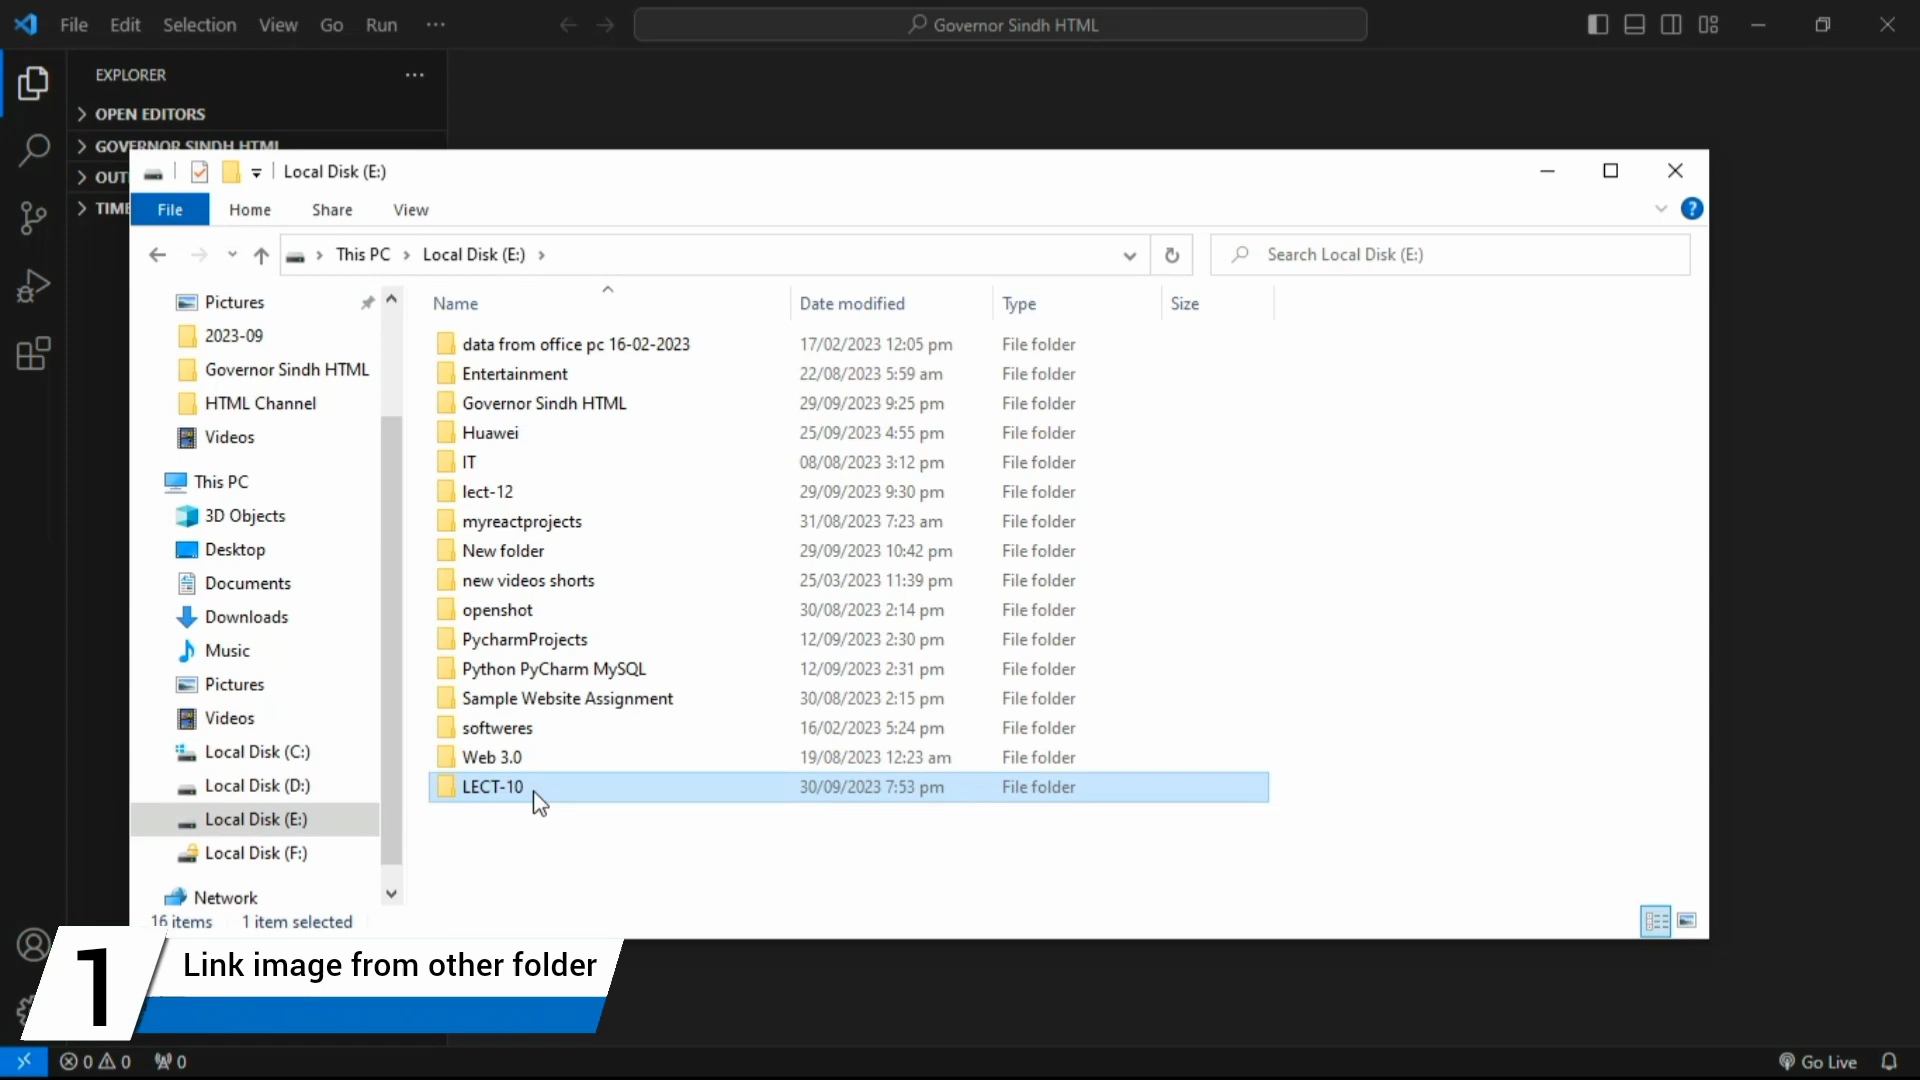 File Edit Selection View Go Run ···
Governor Sindh HTML
EXPLORER ···
OPEN EDITORS
GOVERNOR SINDH HTML
OUT
TIME
Local Disk (E:)
File Home Share View
This PC > Local Disk (E:) >
Search Local Disk (E:)
Name Date modified Type Size
Pictures
2023-09
Governor Sindh HTML
HTML Channel
Videos
This PC
3D Objects
Desktop
Documents
Downloads
Music
Pictures
Videos
Local Disk (C:)
Local Disk (D:)
Local Disk (E:)
Local Disk (F:)
Network
data from office pc 16-02-2023 17/02/2023 12:05 pm File folder
Entertainment 22/08/2023 5:59 am File folder
Governor Sindh HTML 29/09/2023 9:25 pm File folder
Huawei 25/09/2023 4:55 pm File folder
IT 08/08/2023 3:12 pm File folder
lect-12 29/09/2023 9:30 pm File folder
myreactprojects 31/08/2023 7:23 am File folder
New folder 29/09/2023 10:42 pm File folder
new videos shorts 25/03/2023 11:39 pm File folder
openshot 30/08/2023 2:14 pm File folder
PycharmProjects 12/09/2023 2:30 pm File folder
Python PyCharm MySQL 12/09/2023 2:31 pm File folder
Sample Website Assignment 30/08/2023 2:15 pm File folder
softweres 16/02/2023 5:24 pm File folder
Web 3.0 19/08/2023 12:23 am File folder
LECT-10 30/09/2023 7:53 pm File folder
16 items 1 item selected
1 Link image from other folder
0 0 0
Go Live